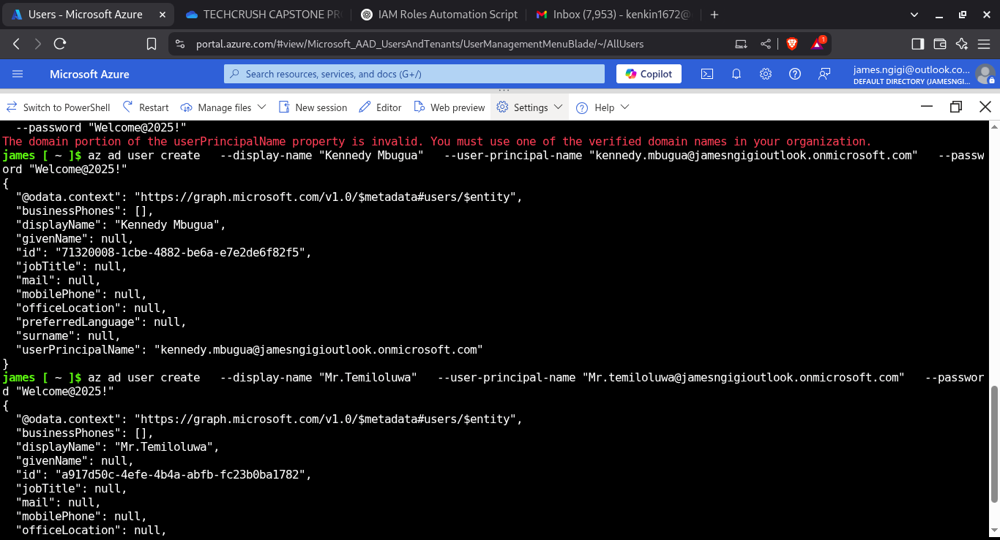 Users - Microsoft Azure
TECHCRUSH CAPSTONE PRO
IAM Roles Automation Script
Inbox (7,953) - kenkin1672@
portal.azure.com/#view/Microsoft_AAD_UsersAndTenants/UserManagementMenuBlade/~/AllUsers
1
Microsoft Azure
Search resources, services, and docs (G+/)
Copilot
james.ngigi@outlook.co...
DEFAULT DIRECTORY (JAMESNGI...
Switch to PowerShell
Restart
Manage files
New session
Editor
Web preview
Settings
Help
--password "Welcome@2025!"
The domain portion of the userPrincipalName property is invalid. You must use one of the verified domain names in your organization.
james [ ~ ]$ az ad user create   --display-name "Kennedy Mbugua"   --user-principal-name "kennedy.mbugua@jamesngigioutlook.onmicrosoft.com"   --passw
ord "Welcome@2025!"
{
  "@odata.context": "https://graph.microsoft.com/v1.0/$metadata#users/$entity",
  "businessPhones": [],
  "displayName": "Kennedy Mbugua",
  "givenName": null,
  "id": "71320008-1cbe-4882-be6a-e7e2de6f82f5",
  "jobTitle": null,
  "mail": null,
  "mobilePhone": null,
  "officeLocation": null,
  "preferredLanguage": null,
  "surname": null,
  "userPrincipalName": "kennedy.mbugua@jamesngigioutlook.onmicrosoft.com"
}
james [ ~ ]$ az ad user create   --display-name "Mr.Temiloluwa"   --user-principal-name "Mr.temiloluwa@jamesngigioutlook.onmicrosoft.com"   --passwor
d "Welcome@2025!"
{
  "@odata.context": "https://graph.microsoft.com/v1.0/$metadata#users/$entity",
  "businessPhones": [],
  "displayName": "Mr.Temiloluwa",
  "givenName": null,
  "id": "a917d50c-4efe-4b4a-abfb-fc23b0ba1782",
  "jobTitle": null,
  "mail": null,
  "mobilePhone": null,
  "officeLocation": null,